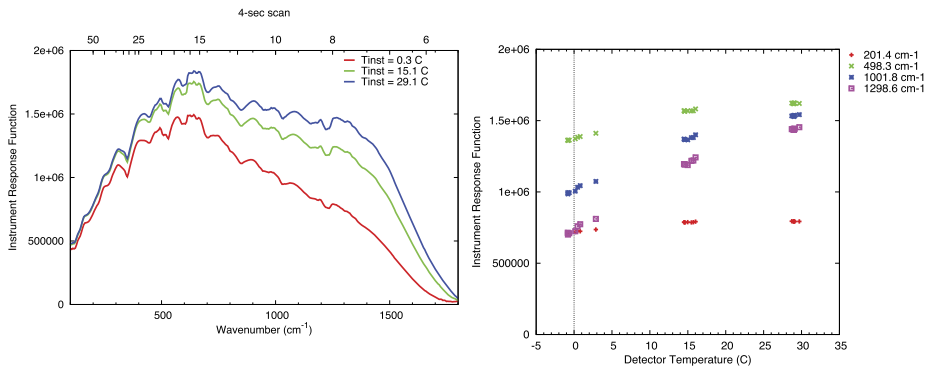 4-sec scan
50 25 15 10 8 6
2e+06
1.5e+06
1e+06
500000
0
500 1000 1500
Instrument Response Function
Wavenumber (cm-1)
Tinst = 0.3 C
Tinst = 15.1 C
Tinst = 29.1 C
2e+06
1.5e+06
1e+06
500000
0
-5 0 5 10 15 20 25 30 35
Instrument Response Function
Detector Temperature (C)
201.4 cm-1
498.3 cm-1
1001.8 cm-1
1298.6 cm-1